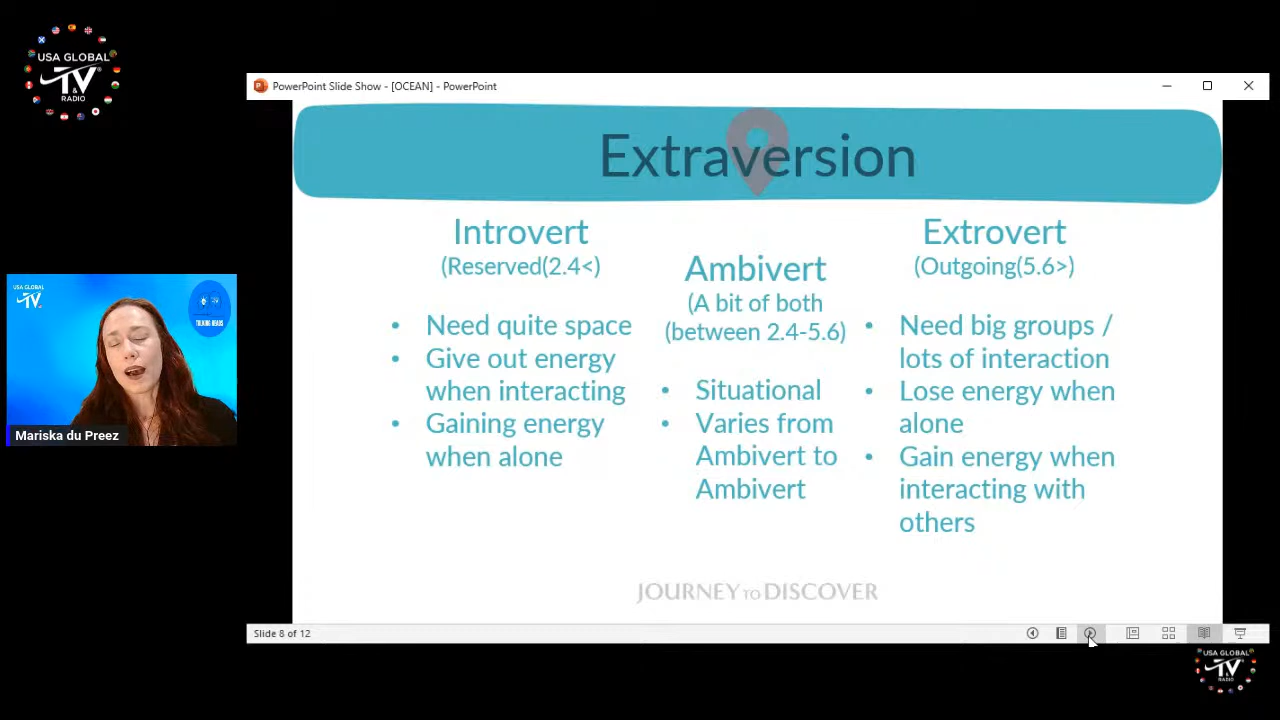 USA GLOBAL
TV
RADIO
PowerPoint Slide Show - [OCEAN] - PowerPoint
Extraversion
Introvert
(Reserved(2.4<)
• Need quite space
• Give out energy
when interacting
• Gaining energy
when alone
Ambivert
(A bit of both
(between 2.4-5.6)
• Situational
• Varies from
Ambivert to
Ambivert
Extrovert
(Outgoing(5.6>)
• Need big groups /
lots of interaction
• Lose energy when
alone
• Gain energy when
interacting with
others
JOURNEY TO DISCOVER
Slide 8 of 12
USA GLOBAL
TV
TALKING HEADS
Mariska du Preez
USA GLOBAL
TV
RADIO